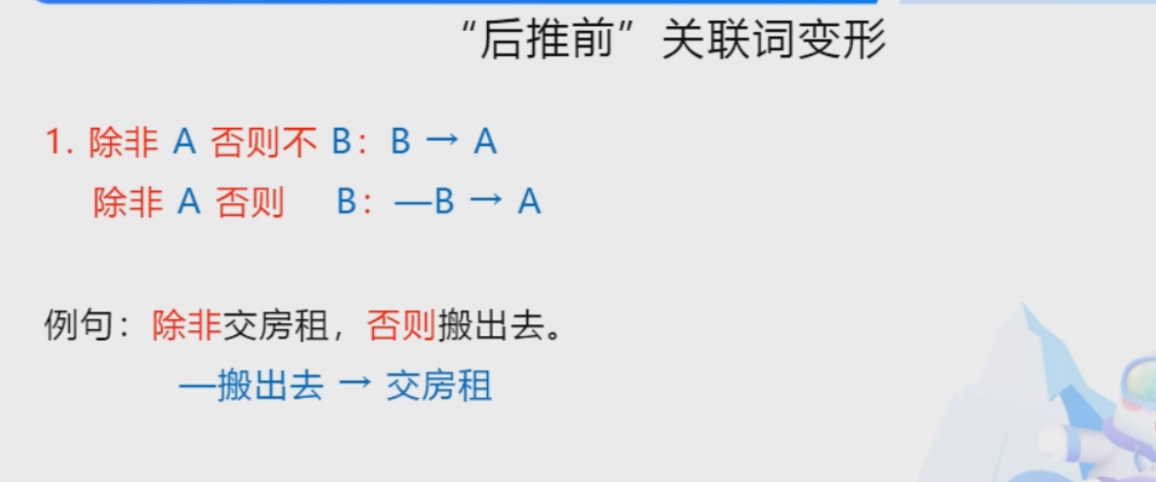 “后推前”关联词变形
1. 除非 A 否则不 B：B → A
除非 A 否则 B：—B → A
例句：除非交房租，否则搬出去。
—搬出去 → 交房租